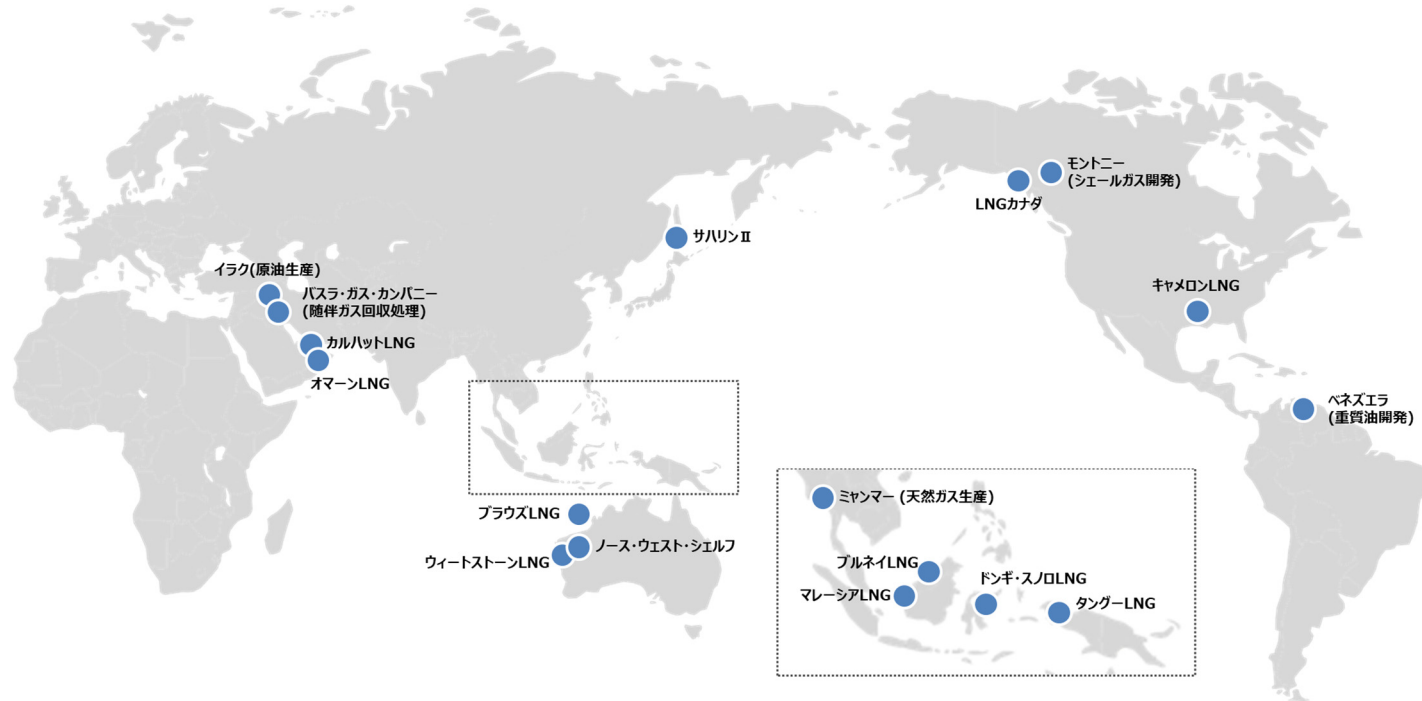 モントニー
(シェールガス開発)
LNGカナダ
サハリンⅡ
イラク(原油生産)
バスラ・ガス・カンパニー
(随伴ガス回収処理)
キャメロンLNG
カルハットLNG
オマーンLNG
ベネズエラ
(重質油開発)
ミャンマー (天然ガス生産)
ブラウズLNG
ノース・ウェスト・シェルフ
ウィートストーンLNG
ブルネイLNG
ドンギ・スノロLNG
マレーシアLNG
タングーLNG